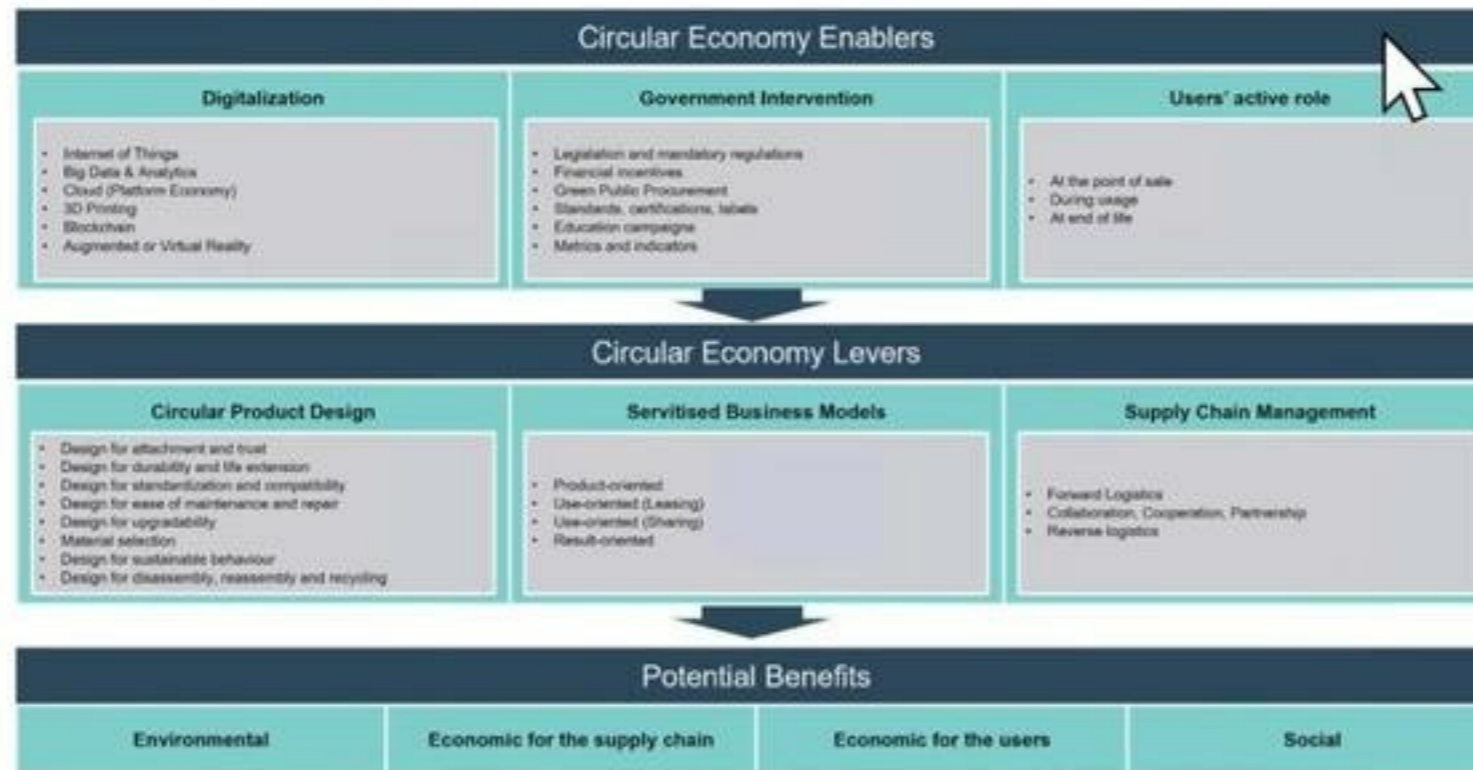 Circular Economy Enablers
Digitalization
• Internet of Things
• Big Data & Analytics
• Cloud (Platform Economy)
• 3D Printing
• Blockchain
• Augmented or Virtual Reality
Government Intervention
• Legislation and mandatory regulations
• Financial incentives
• Green Public Procurement
• Standards, certifications, labels
• Education campaigns
• Metrics and indicators
Users' active role
• At the point of sale
• During usage
• At end of life
Circular Economy Levers
Circular Product Design
• Design for attachment and trust
• Design for durability and life extension
• Design for standardization and compatibility
• Design for ease of maintenance and repair
• Design for upgradability
• Material selection
• Design for sustainable behaviour
• Design for disassembly, reassembly and recycling
Servitised Business Models
• Product-oriented
• Use-oriented (Leasing)
• Use-oriented (Sharing)
• Result-oriented
Supply Chain Management
• Forward Logistics
• Collaboration, Cooperation, Partnership
• Reverse logistics
Potential Benefits
Environmental
Economic for the supply chain
Economic for the users
Social